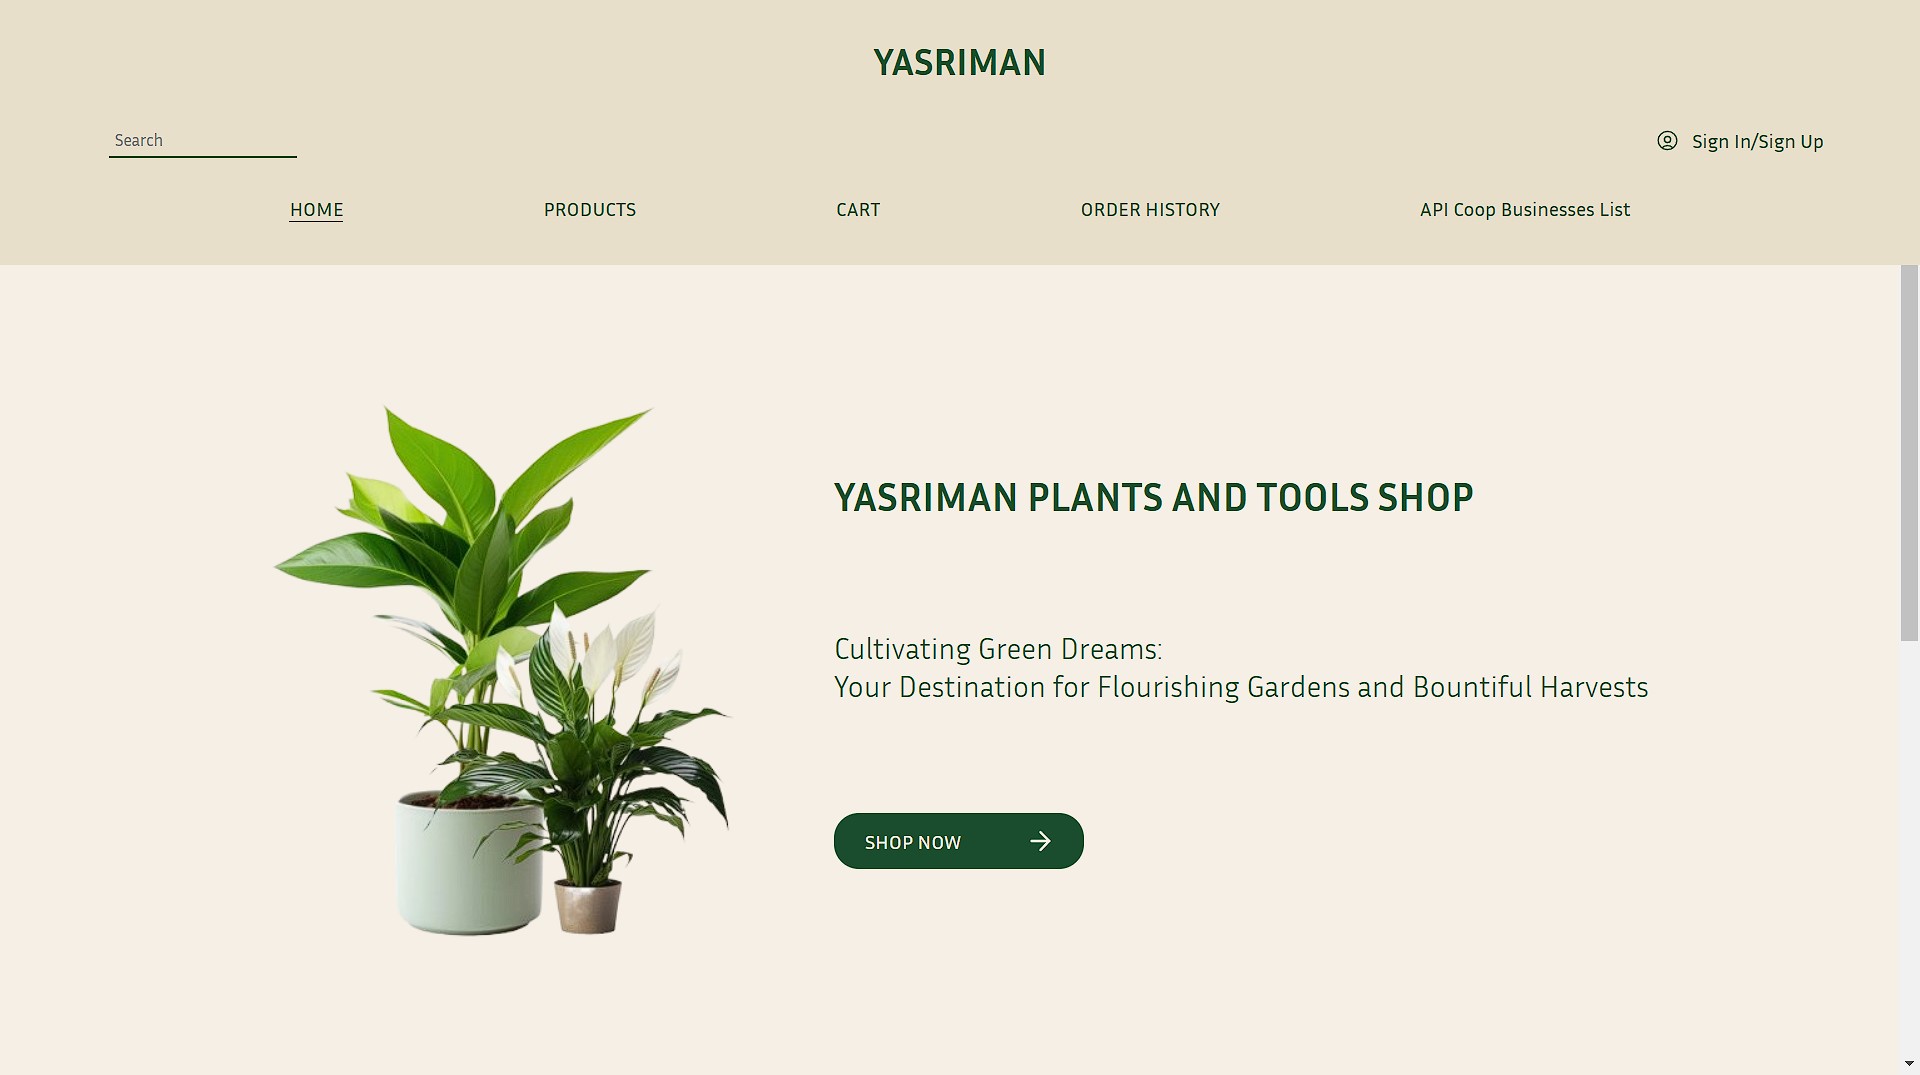 YASRIMAN
Search
Sign In/Sign Up
HOME
PRODUCTS
CART
ORDER HISTORY
API Coop Businesses List
YASRIMAN PLANTS AND TOOLS SHOP
Cultivating Green Dreams:
Your Destination for Flourishing Gardens and Bountiful Harvests
SHOP NOW